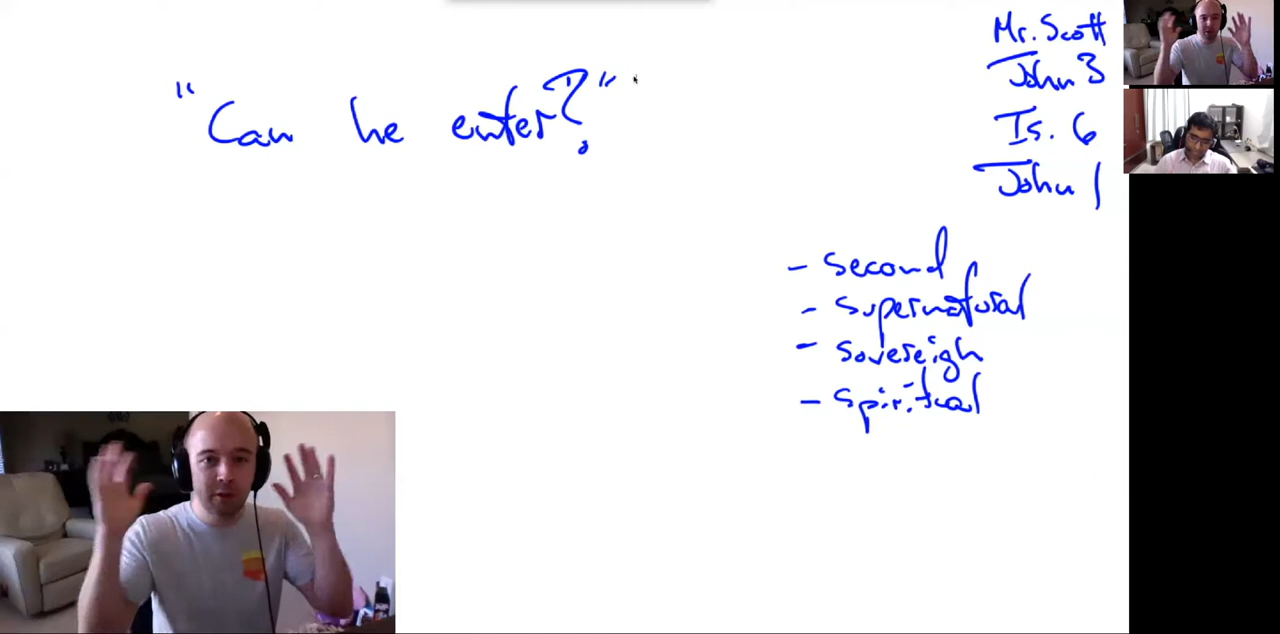 "Can he enter?"
Mr. Scott
John 3
Is. 6
John 1
- second
- supernatural
- sovereign
- spiritual